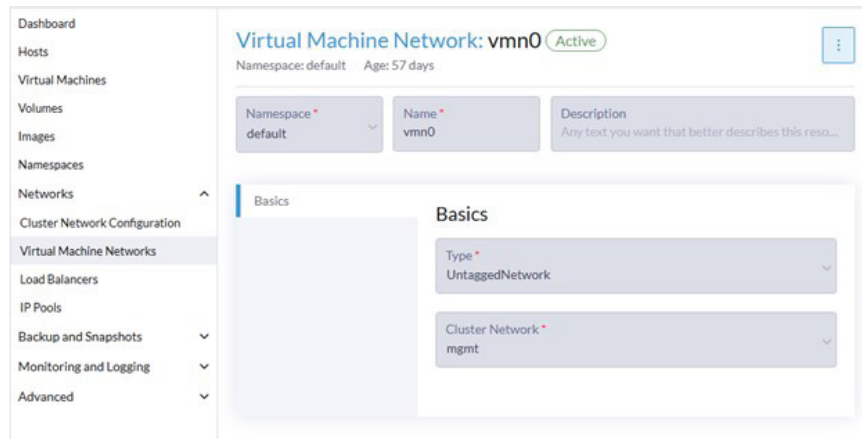 Dashboard
Hosts
Virtual Machines
Volumes
Images
Namespaces
Networks
Cluster Network Configuration
Virtual Machine Networks
Load Balancers
IP Pools
Backup and Snapshots
Monitoring and Logging
Advanced
Virtual Machine Network: vmn0 Active
Namespace: default Age: 57 days
Namespace *
default
Name *
vmn0
Description
Any text you want that better describes this reso...
Basics
Basics
Type *
UntaggedNetwork
Cluster Network *
mgmt